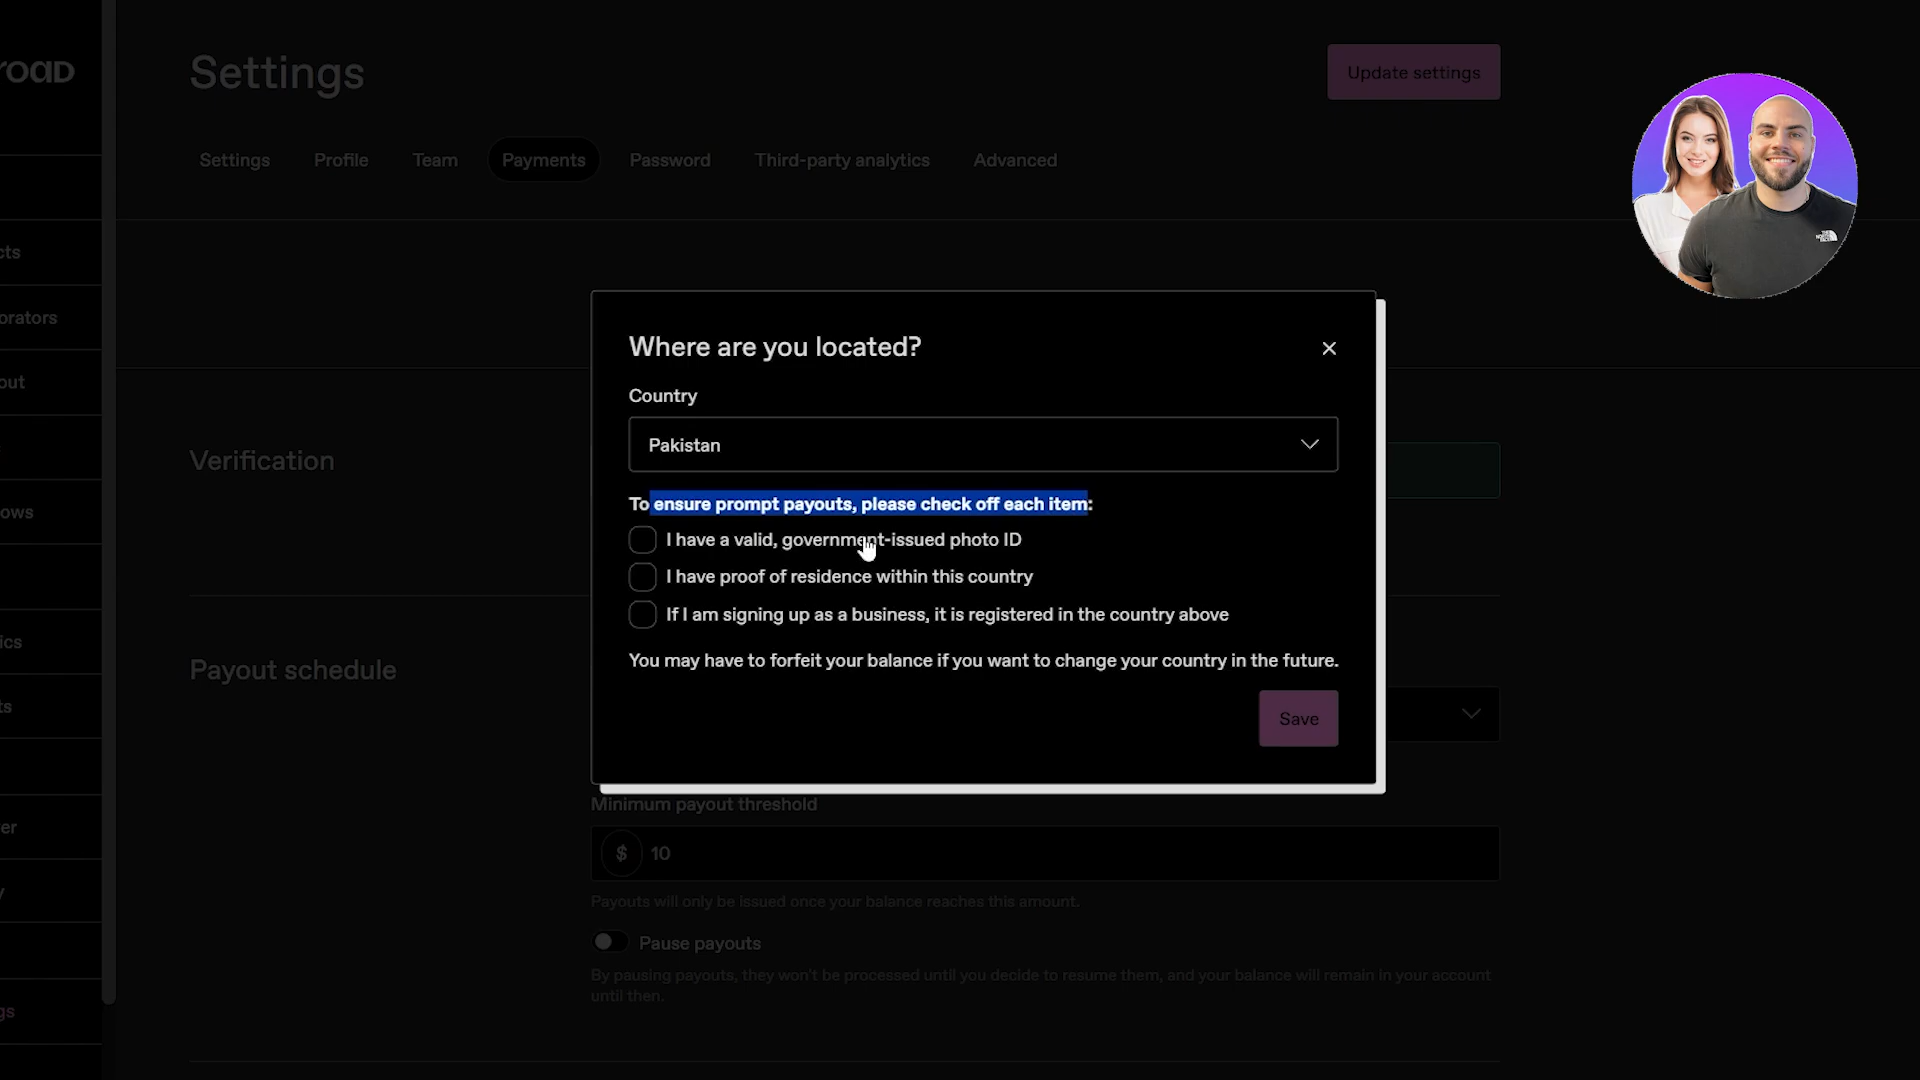 road
Settings
Update settings
Settings Profile Team Payments Password Third-party analytics Advanced
cts
orators
out
ows
ics
ts
er
y
gs
Where are you located?
Country
Pakistan
To ensure prompt payouts, please check off each item:
I have a valid, government-issued photo ID
I have proof of residence within this country
If I am signing up as a business, it is registered in the country above
You may have to forfeit your balance if you want to change your country in the future.
Save
Verification
Payout schedule
Minimum payout threshold
$ 10
Payouts will only be issued once your balance reaches this amount.
Pause payouts
By pausing payouts, they won't be processed until you decide to resume them, and your balance will remain in your account
until then.
THE NORTH FACE